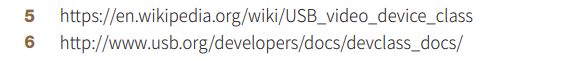 5 https://en.wikipedia.org/wiki/USB_video_device_class
6 http://www.usb.org/developers/docs/devclass_docs/